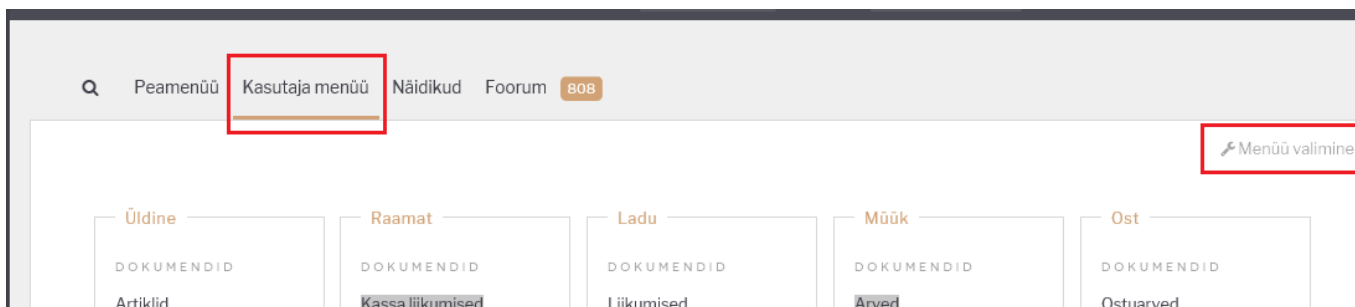 Peamenüü Kasutaja menüü Näidikud Foorum 808
Menüü valimine
Üldine Raamat Ladu Müük Ost
DOKUMENDID DOKUMENDID DOKUMENDID DOKUMENDID DOKUMENDID
Artiklid Kassa liikumised Liikumised Arved Ostuarved